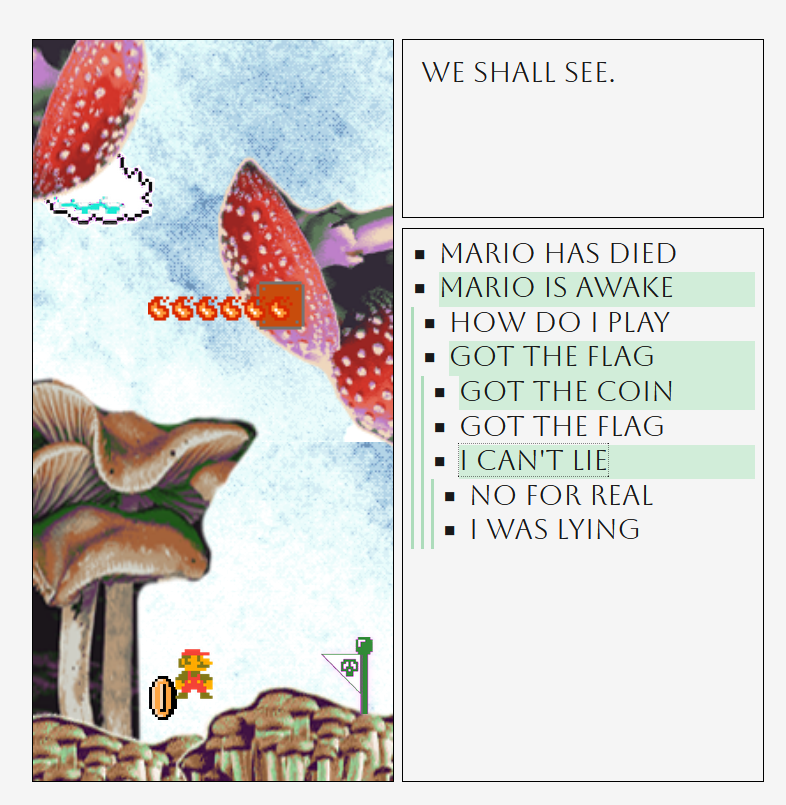 WE SHALL SEE.
MARIO HAS DIED
MARIO IS AWAKE
HOW DO I PLAY
GOT THE FLAG
GOT THE COIN
GOT THE FLAG
I CAN'T LIE
NO FOR REAL
I WAS LYING